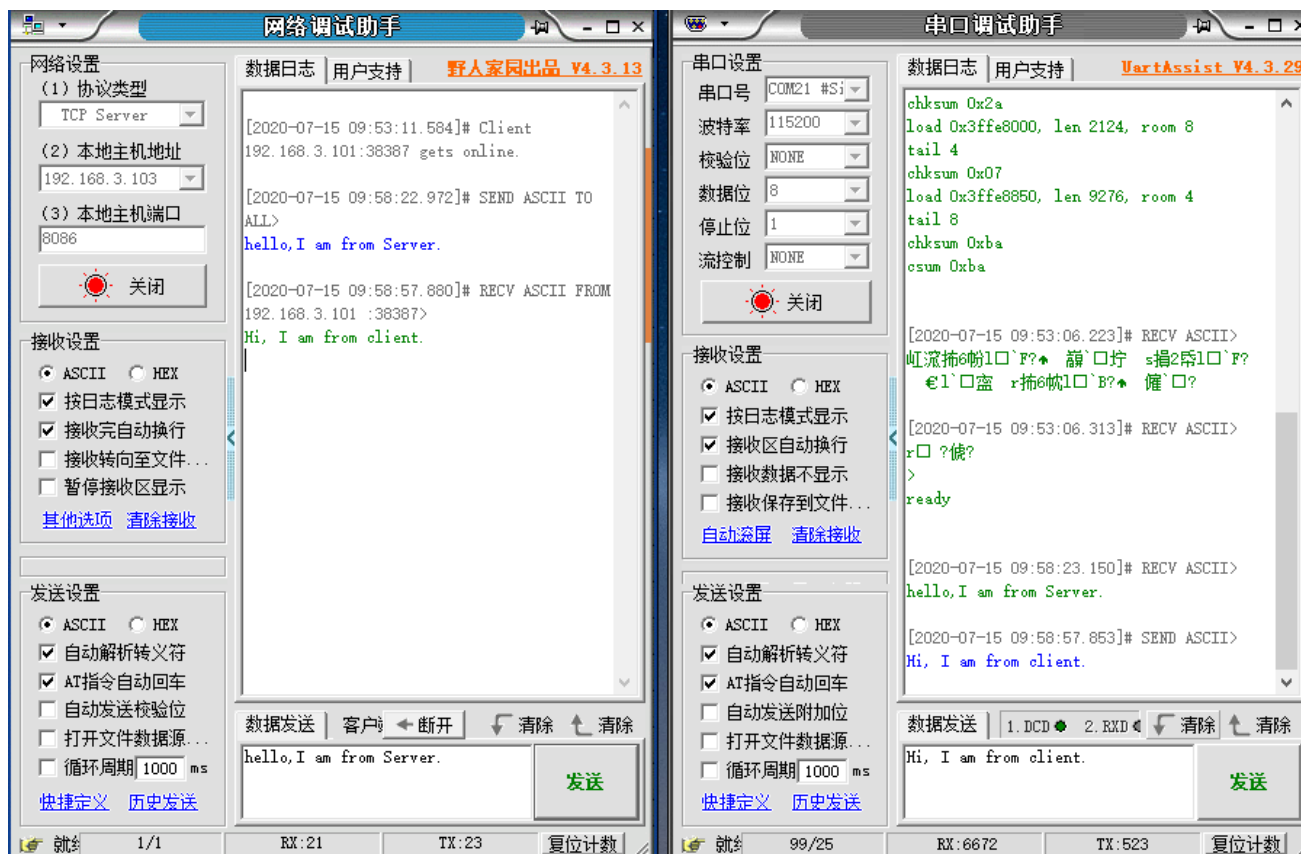 网络调试助手
网络设置
(1) 协议类型
TCP Server
(2) 本地主机地址
192.168.3.103
(3) 本地主机端口
8086
关闭
接收设置
ASCII HEX
按日志模式显示
接收完自动换行
接收转向至文件...
暂停接收区显示
其他选项 清除接收
发送设置
ASCII HEX
自动解析转义符
AT指令自动回车
自动发送校验位
打开文件数据源...
循环周期 1000 ms
快捷定义 历史发送
数据日志 用户支持 野人家园出品 V4.3.13
[2020-07-15 09:53:11.584]# Client
192.168.3.101:38387 gets online.
[2020-07-15 09:58:22.972]# SEND ASCII TO
ALL>
hello,I am from Server.
[2020-07-15 09:58:57.880]# RECV ASCII FROM
192.168.3.101 :38387>
Hi, I am from client.
数据发送 客户 断开 清除 清除
hello,I am from Server.
发送
就 1/1 RX:21 TX:23 复位计数
串口调试助手
串口设置
串口号 COM21 #Si
波特率 115200
校验位 NONE
数据位 8
停止位 1
流控制 NONE
关闭
接收设置
ASCII HEX
按日志模式显示
接收区自动换行
接收数据不显示
接收保存到文件...
自动滚屏 清除接收
发送设置
ASCII HEX
自动解析转义符
AT指令自动回车
自动发送附加位
打开文件数据源...
循环周期 1000 ms
快捷定义 历史发送
数据日志 用户支持 UartAssist V4.3.29
chksum 0x2a
load 0x3ffe8000, len 2124, room 8
tail 4
chksum 0x07
load 0x3ffe8850, len 9276, room 4
tail 8
chksum 0xba
csum 0xba
[2020-07-15 09:53:06.223]# RECV ASCII>
[2020-07-15 09:53:06.313]# RECV ASCII>
>
ready
[2020-07-15 09:58:23.150]# RECV ASCII>
hello,I am from Server.
[2020-07-15 09:58:57.853]# SEND ASCII>
Hi, I am from client.
数据发送 1.DCD 2.RXD 清除 清除
Hi, I am from client.
发送
就 99/25 RX:6672 TX:523 复位计数